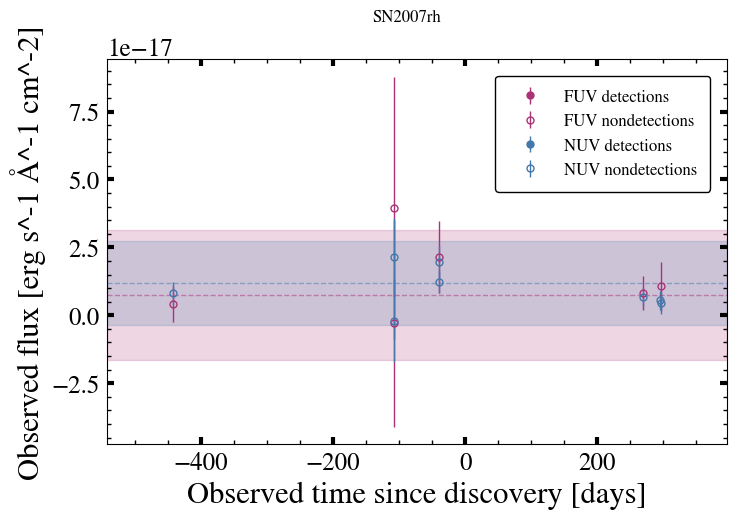 SN2007rh
1e−17
Observed flux [erg s^-1 Å^-1 cm^-2]
7.5
5.0
2.5
0.0
−2.5
FUV detections
FUV nondetections
NUV detections
NUV nondetections
−400
−200
0
200
Observed time since discovery [days]